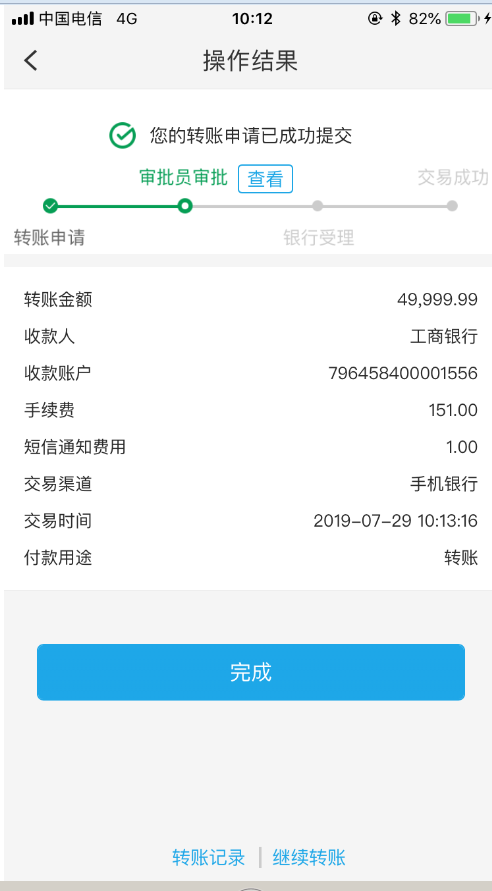 中国电信 4G 10:12 82%
操作结果
您的转账申请已成功提交
审批员审批 查看 交易成功
转账申请 银行受理
转账金额 49,999.99
收款人 工商银行
收款账户 796458400001556
手续费 151.00
短信通知费用 1.00
交易渠道 手机银行
交易时间 2019-07-29 10:13:16
付款用途 转账
完成
转账记录 继续转账